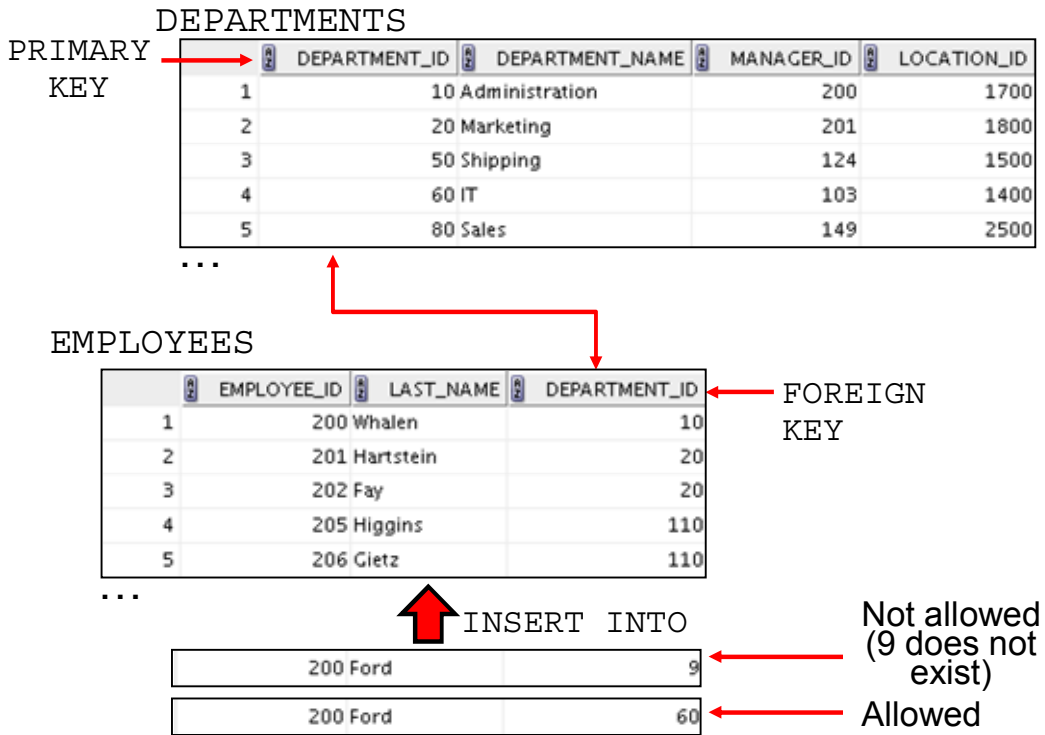 DEPARTMENTS
PRIMARY
KEY
DEPARTMENT_ID DEPARTMENT_NAME MANAGER_ID LOCATION_ID
1 10 Administration 200 1700
2 20 Marketing 201 1800
3 50 Shipping 124 1500
4 60 IT 103 1400
5 80 Sales 149 2500
...
EMPLOYEES
EMPLOYEE_ID LAST_NAME DEPARTMENT_ID
FOREIGN
KEY
1 200 Whalen 10
2 201 Hartstein 20
3 202 Fay 20
4 205 Higgins 110
5 206 Gietz 110
...
INSERT INTO
Not allowed
(9 does not
exist)
200 Ford 9
200 Ford 60
Allowed